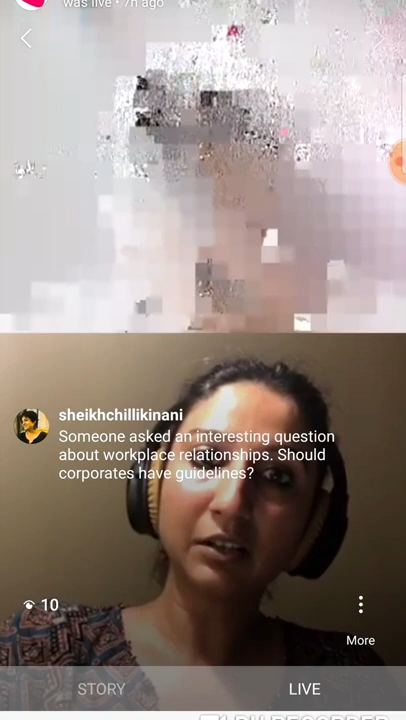 was live • 7h ago
sheikhchillikinani
Someone asked an interesting question
about workplace relationships. Should
corporates have guidelines?
10
More
STORY
LIVE